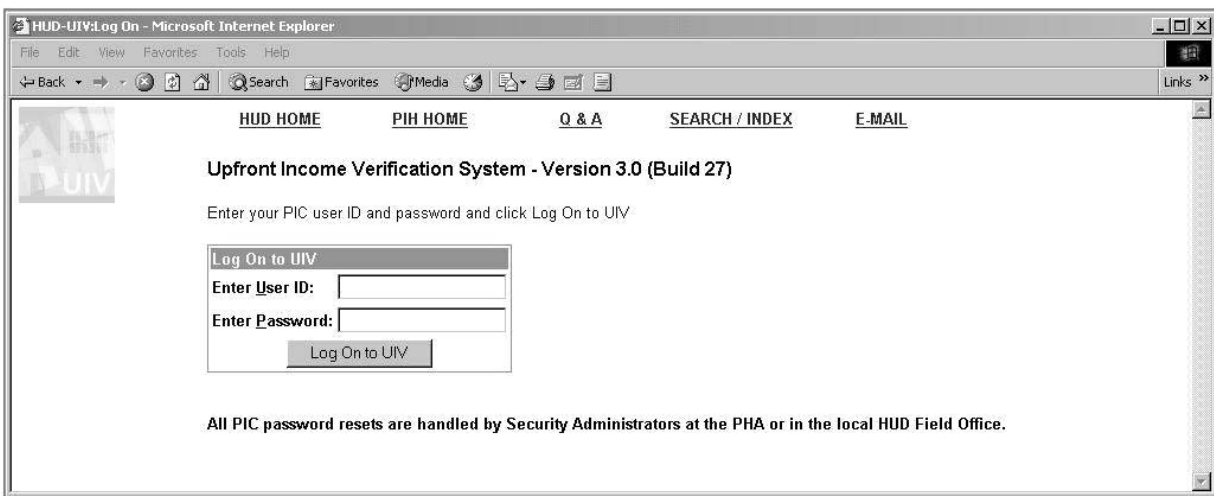 HUD-UIV:Log On - Microsoft Internet Explorer
File Edit View Favorites Tools Help
Back Search Favorites Media Links »
HUD HOME PIH HOME Q & A SEARCH / INDEX E-MAIL
UIV
Upfront Income Verification System - Version 3.0 (Build 27)
Enter your PIC user ID and password and click Log On to UIV
Log On to UIV
Enter User ID:
Enter Password:
Log On to UIV
All PIC password resets are handled by Security Administrators at the PHA or in the local HUD Field Office.